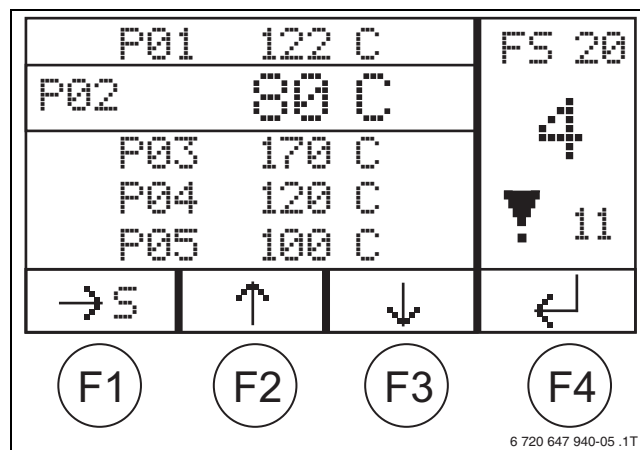 P01 122 C
P02 80 C
P03 170 C
P04 120 C
P05 100 C
FS 20
4
! 11
→S ↑ ↓ ↵
F1 F2 F3 F4
6 720 647 940-05 .1T